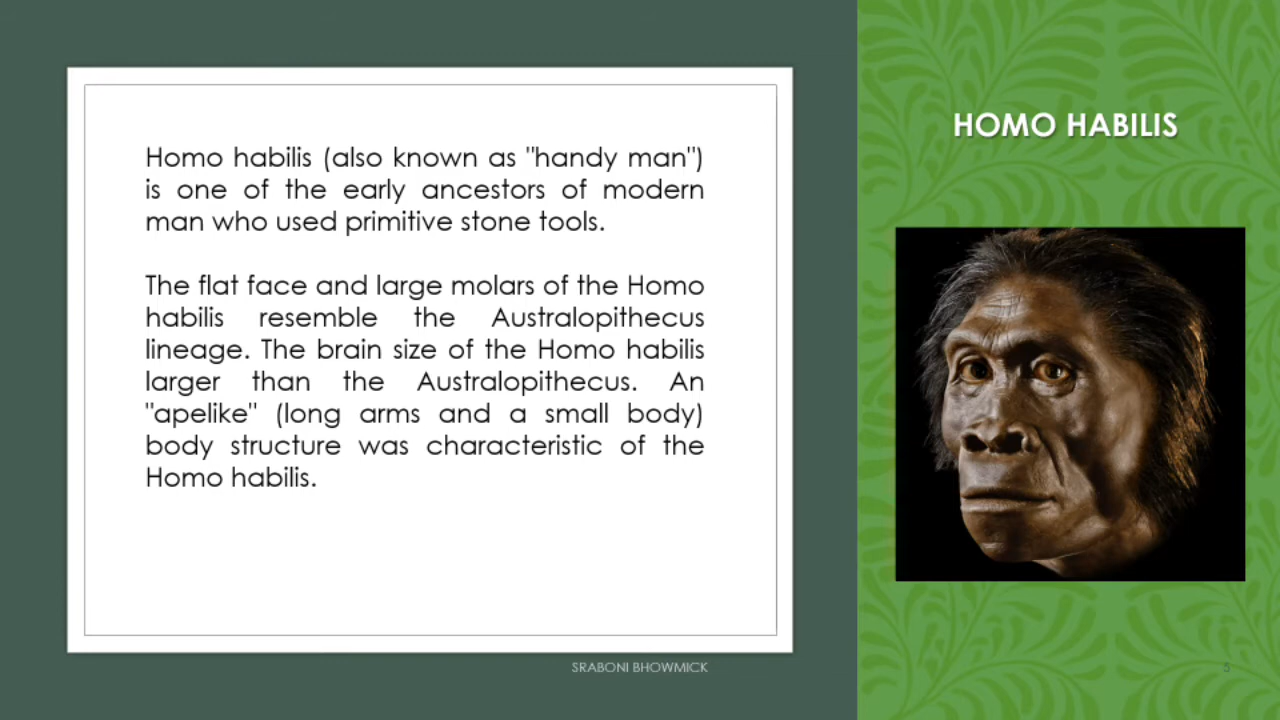 HOMO HABILIS
Homo habilis (also known as "handy man")
is one of the early ancestors of modern
man who used primitive stone tools.
The flat face and large molars of the Homo
habilis resemble the Australopithecus
lineage. The brain size of the Homo habilis
larger than the Australopithecus. An
"apelike" (long arms and a small body)
body structure was characteristic of the
Homo habilis.
SRABONI BHOWMICK
5